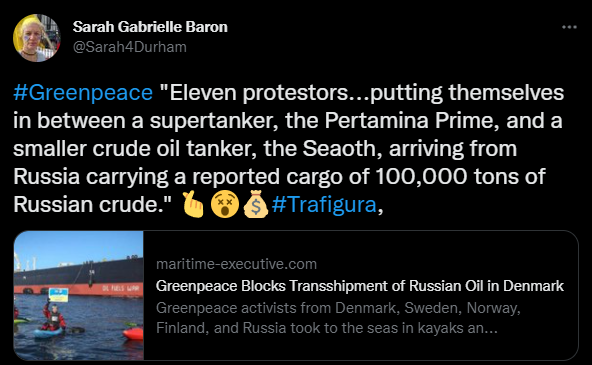 Sarah Gabrielle Baron
@Sarah4Durham
#Greenpeace "Eleven protestors...putting themselves
in between a supertanker, the Pertamina Prime, and a
smaller crude oil tanker, the Seaoth, arriving from
Russia carrying a reported cargo of 100,000 tons of
Russian crude." 🫰😵💰#Trafigura,
maritime-executive.com
Greenpeace Blocks Transshipment of Russian Oil in Denmark
Greenpeace activists from Denmark, Sweden, Norway,
Finland, and Russia took to the seas in kayaks an...
OIL FUELS WAR!